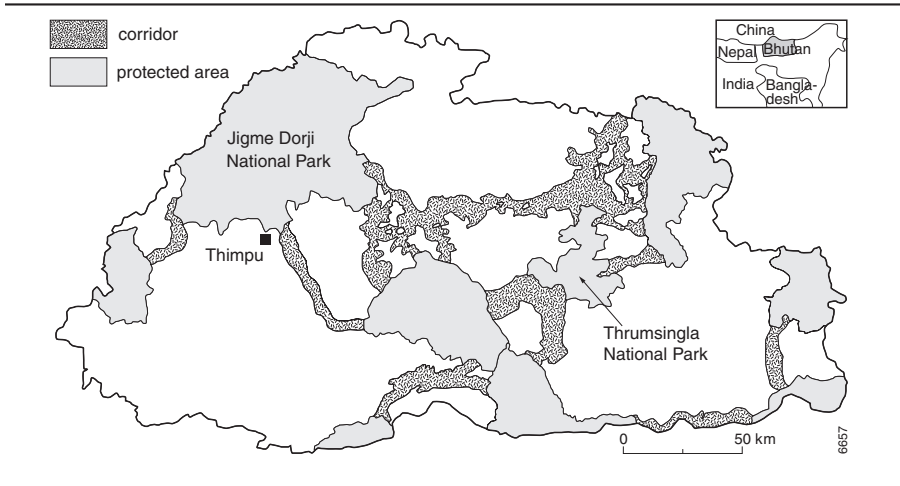 corridor
protected area
China
Nepal
Bhutan
India
Bangla-
desh
Jigme Dorji
National Park
Thimpu
Thrumsingla
National Park
0
50 km
6657